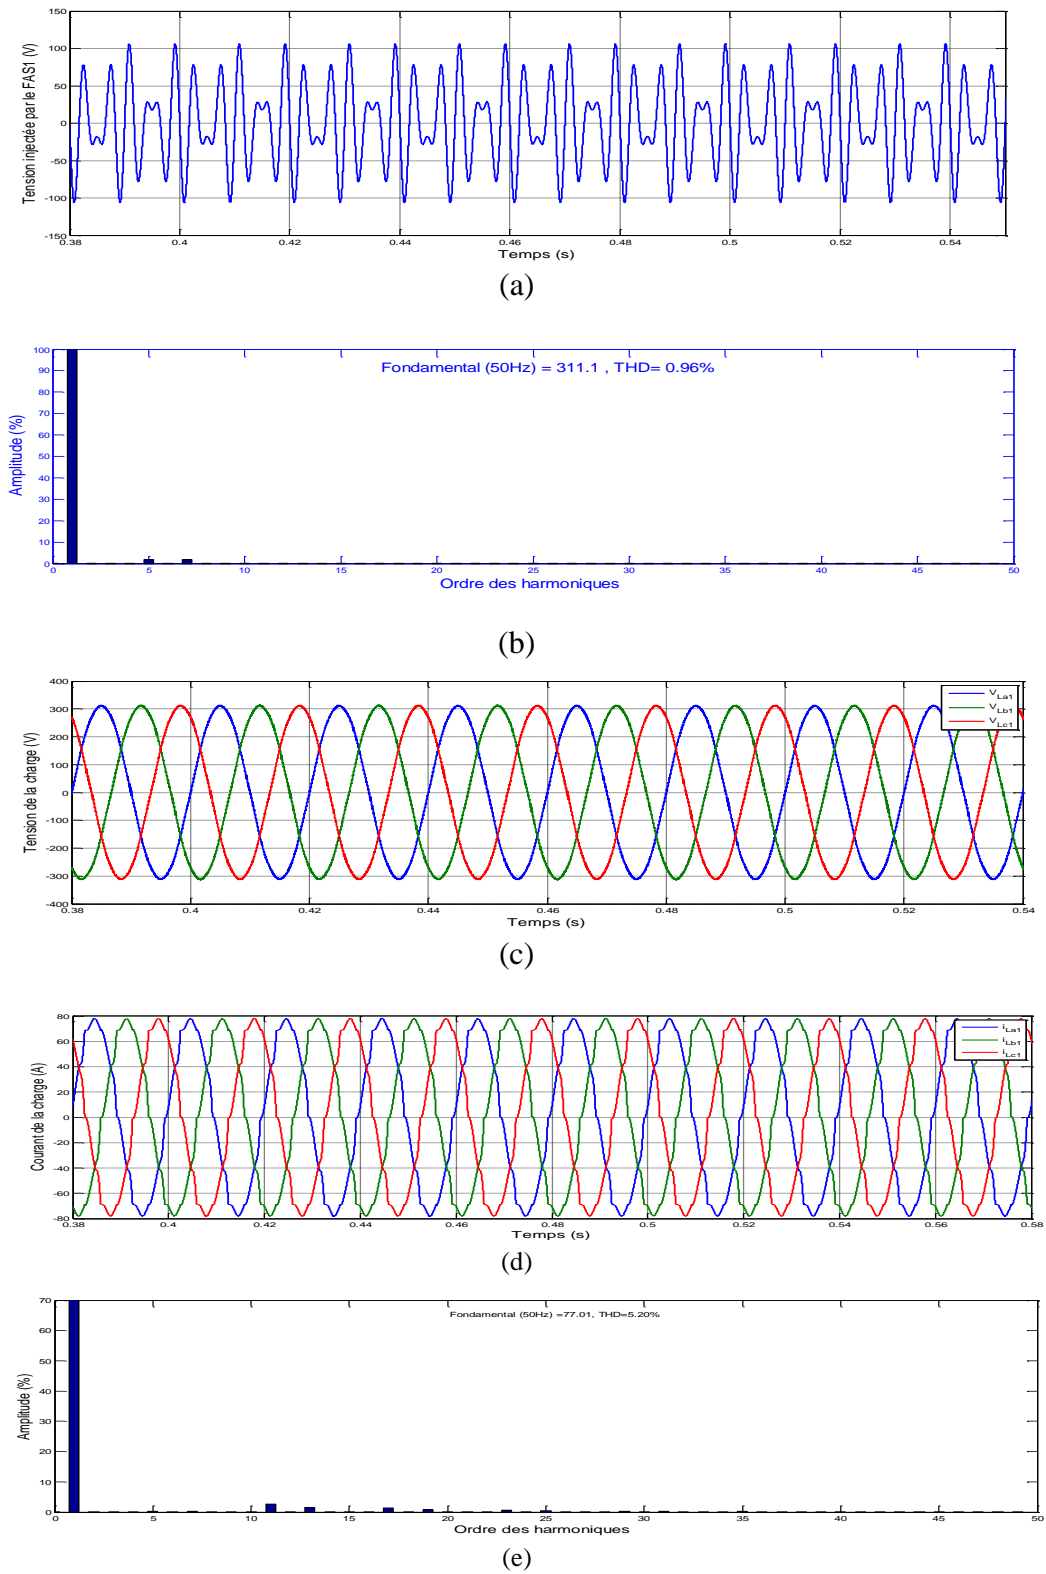 150
100
50
0
-50
-100
-150
Tension injectée par le FAS1 (V)
0.38 0.4 0.42 0.44 0.46 0.48 0.5 0.52 0.54
Temps (s)
(a)
Fondamental (50Hz) = 311.1 , THD= 0.96%
100
90
80
70
60
50
40
30
20
10
0
Amplitude (%)
0 5 10 15 20 25 30 35 40 45 50
Ordre des harmoniques
(b)
400
300
200
100
0
-100
-200
-300
-400
Tension de la charge (V)
VLa1
VLb1
VLc1
0.38 0.4 0.42 0.44 0.46 0.48 0.5 0.52 0.54
Temps (s)
(c)
80
60
40
20
0
-20
-40
-60
-80
Courant de la charge (A)
iLa1
iLb1
iLc1
0.38 0.4 0.42 0.44 0.46 0.48 0.5 0.52 0.54 0.56 0.58
Temps (s)
(d)
Fondamental (50Hz) =77.01, THD=5.20%
70
60
50
40
30
20
10
0
Amplitude (%)
0 5 10 15 20 25 30 35 40 45 50
Ordre des harmoniques
(e)